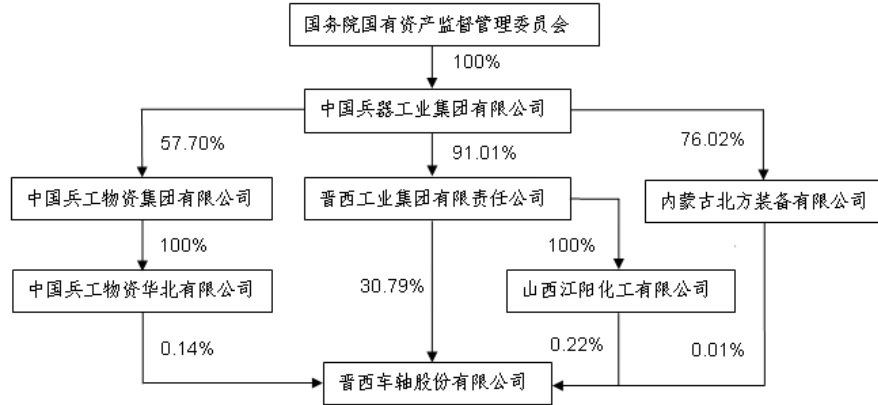 国务院国有资产监督管理委员会
100%
中国兵器工业集团有限公司
57.70%
91.01%
76.02%
中国兵工物资集团有限公司
晋西工业集团有限责任公司
内蒙古北方装备有限公司
100%
100%
中国兵工物资华北有限公司
30.79%
山西江阳化工有限公司
0.14%
0.22%
0.01%
晋西车轴股份有限公司